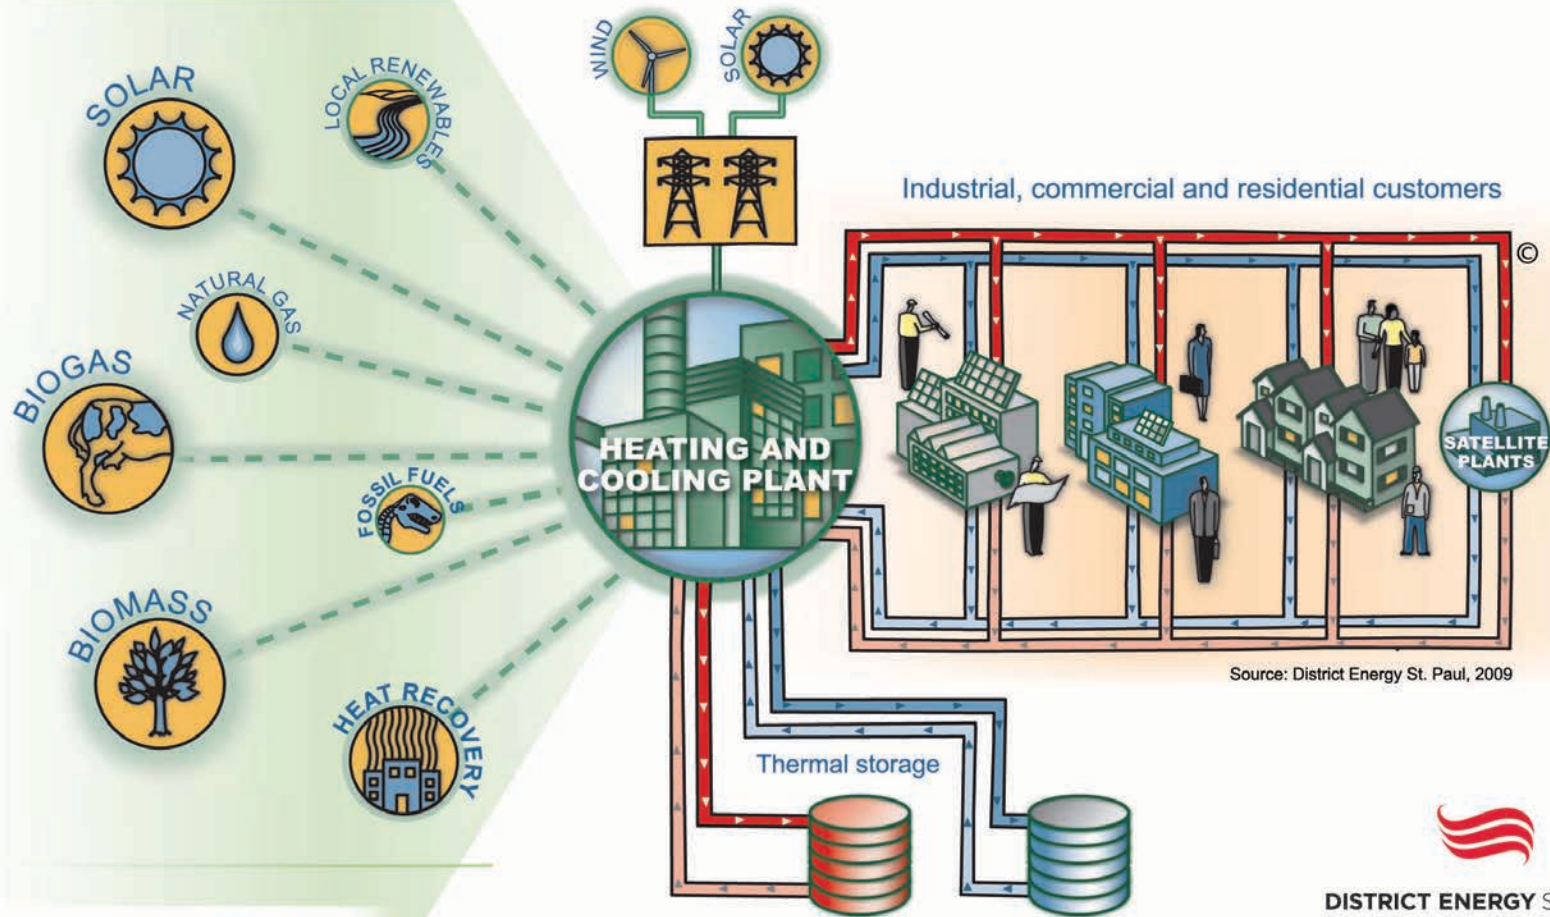 WIND
SOLAR
SOLAR
LOCAL RENEWABLES
Industrial, commercial and residential customers
©
NATURAL GAS
BIOGAS
HEATING AND
COOLING PLANT
SATELLITE
PLANTS
FOSSIL FUELS
BIOMASS
HEAT RECOVERY
Source: District Energy St. Paul, 2009
Thermal storage
DISTRICT ENERGY S